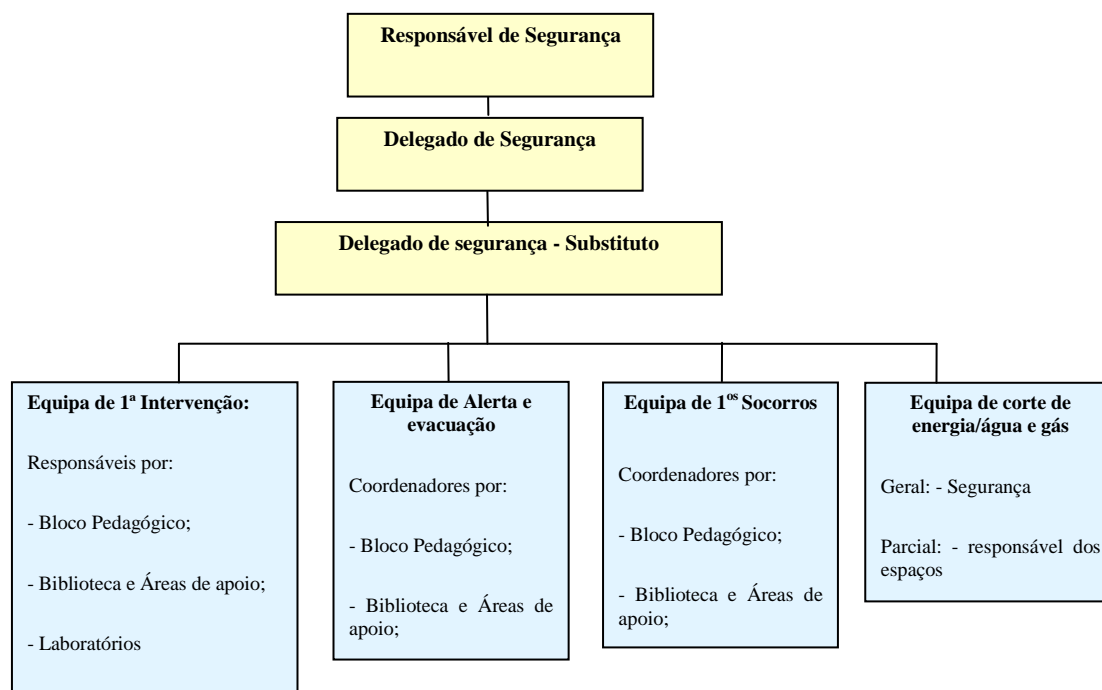 Responsável de Segurança
Delegado de Segurança
Delegado de segurança - Substituto
Equipa de 1ª Intervenção:
Responsáveis por:
- Bloco Pedagógico;
- Biblioteca e Áreas de apoio;
- Laboratórios
Equipa de Alerta e
evacuação
Coordenadores por:
- Bloco Pedagógico;
- Biblioteca e Áreas de
apoio;
Equipa de 1os Socorros
Coordenadores por:
- Bloco Pedagógico;
- Biblioteca e Áreas de
apoio;
Equipa de corte de
energia/água e gás
Geral: - Segurança
Parcial: - responsável dos
espaços